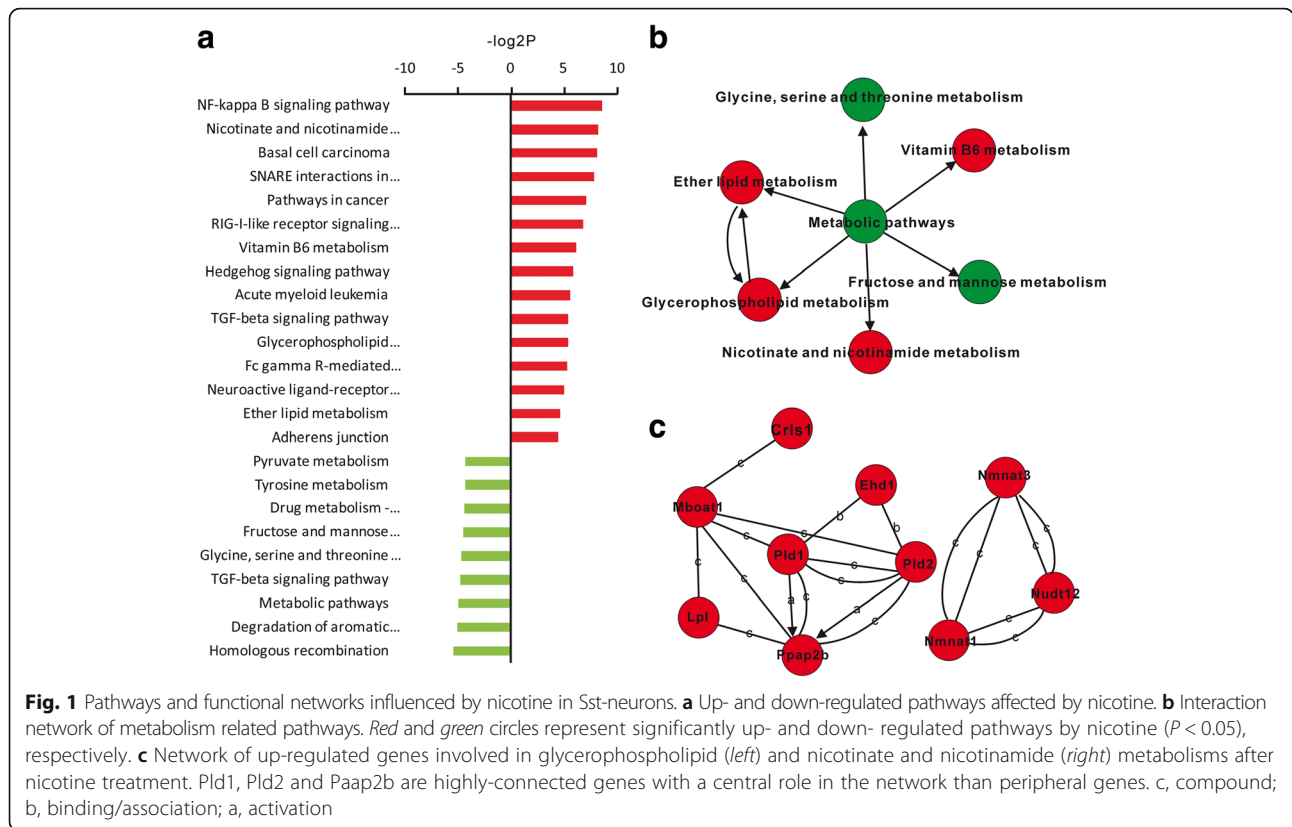 a
-log2P
-10 -5 0 5 10
NF-kappa B signaling pathway
Nicotinate and nicotinamide...
Basal cell carcinoma
SNARE interactions in...
Pathways in cancer
RIG-I-like receptor signaling...
Vitamin B6 metabolism
Hedgehog signaling pathway
Acute myeloid leukemia
TGF-beta signaling pathway
Glycerophospholipid...
Fc gamma R-mediated...
Neuroactive ligand-receptor...
Ether lipid metabolism
Adherens junction
Pyruvate metabolism
Tyrosine metabolism
Drug metabolism -...
Fructose and mannose...
Glycine, serine and threonine...
TGF-beta signaling pathway
Metabolic pathways
Degradation of aromatic...
Homologous recombination
b
Glycine, serine and threonine metabolism
Vitamin B6 metabolism
Ether lipid metabolism
Metabolic pathways
Fructose and mannose metabolism
Glycerophospholipid metabolism
Nicotinate and nicotinamide metabolism
c
Crls1
c
Ehd1
Mboat1
b
b
c
c
Pld1
c
c
Pld2
c
c
a
c
a
c
Lpl
c
Ppap2b
Nmnat3
c
c
c
c
Nudt12
c
c
Nmnat1
Fig. 1 Pathways and functional networks influenced by nicotine in Sst-neurons. a Up- and down-regulated pathways affected by nicotine. b Interaction
network of metabolism related pathways. Red and green circles represent significantly up- and down- regulated pathways by nicotine (P < 0.05),
respectively. c Network of up-regulated genes involved in glycerophospholipid (left) and nicotinate and nicotinamide (right) metabolisms after
nicotine treatment. Pld1, Pld2 and Paap2b are highly-connected genes with a central role in the network than peripheral genes. c, compound;
b, binding/association; a, activation